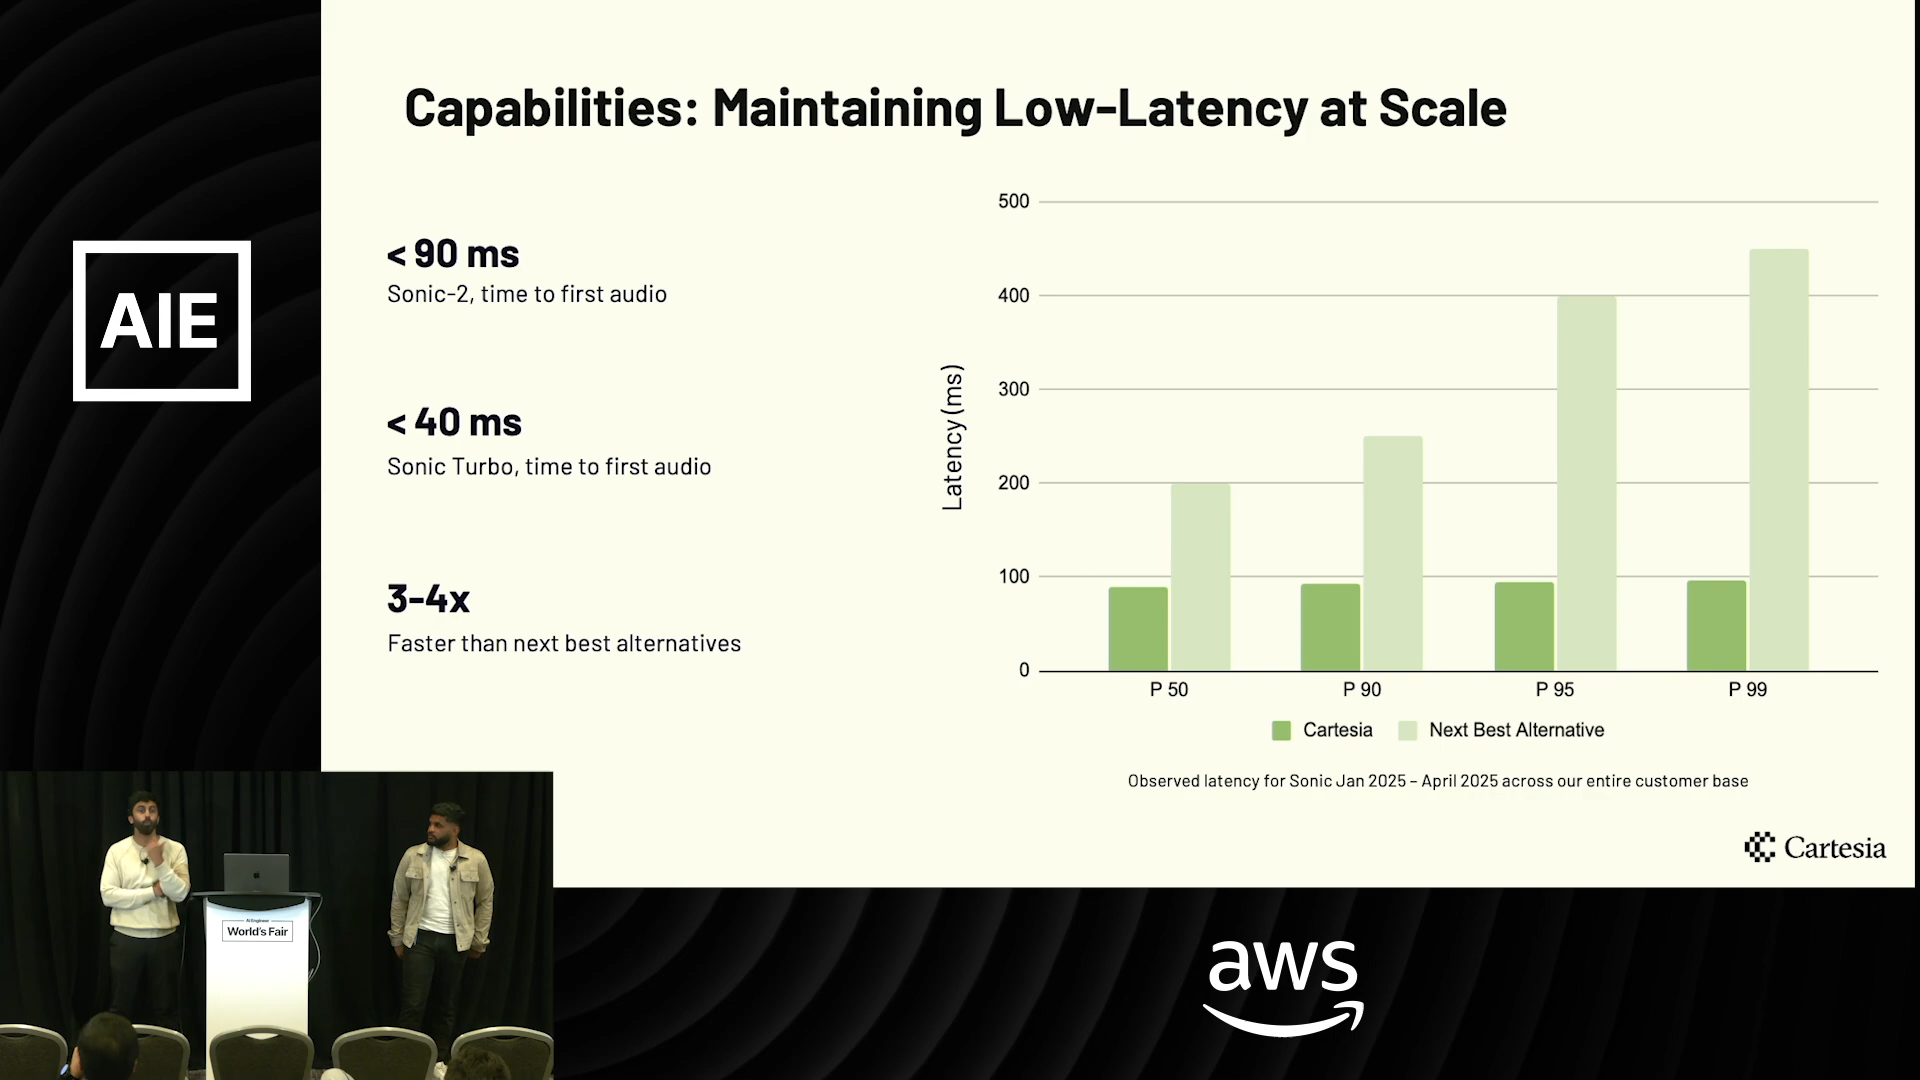 Capabilities: Maintaining Low-Latency at Scale
AIE
< 90 ms
Sonic-2, time to first audio
< 40 ms
Sonic Turbo, time to first audio
3-4x
Faster than next best alternatives
Latency (ms)
500
400
300
200
100
0
P 50
P 90
P 95
P 99
Cartesia
Next Best Alternative
Observed latency for Sonic Jan 2025 – April 2025 across our entire customer base
Cartesia
AI Engineer
World's Fair
aws